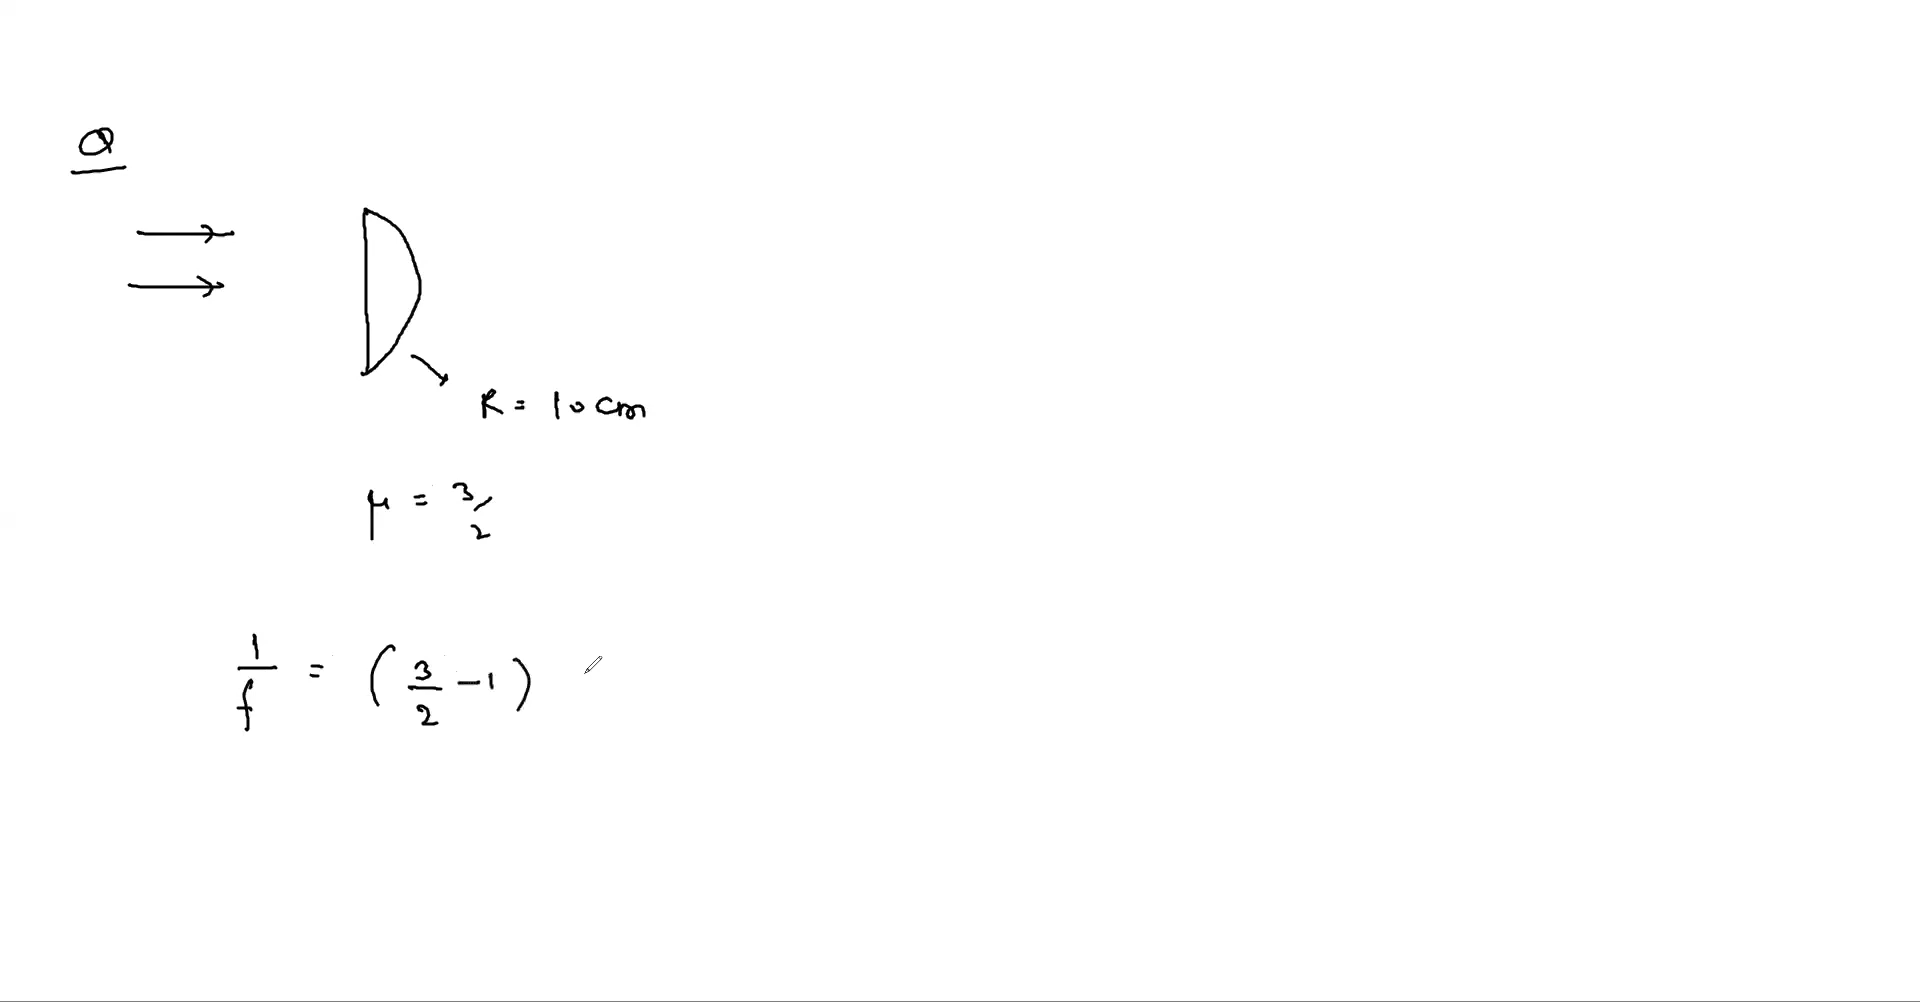 Q
R = 10 cm
μ = 3/2
1/f = (3/2 - 1)